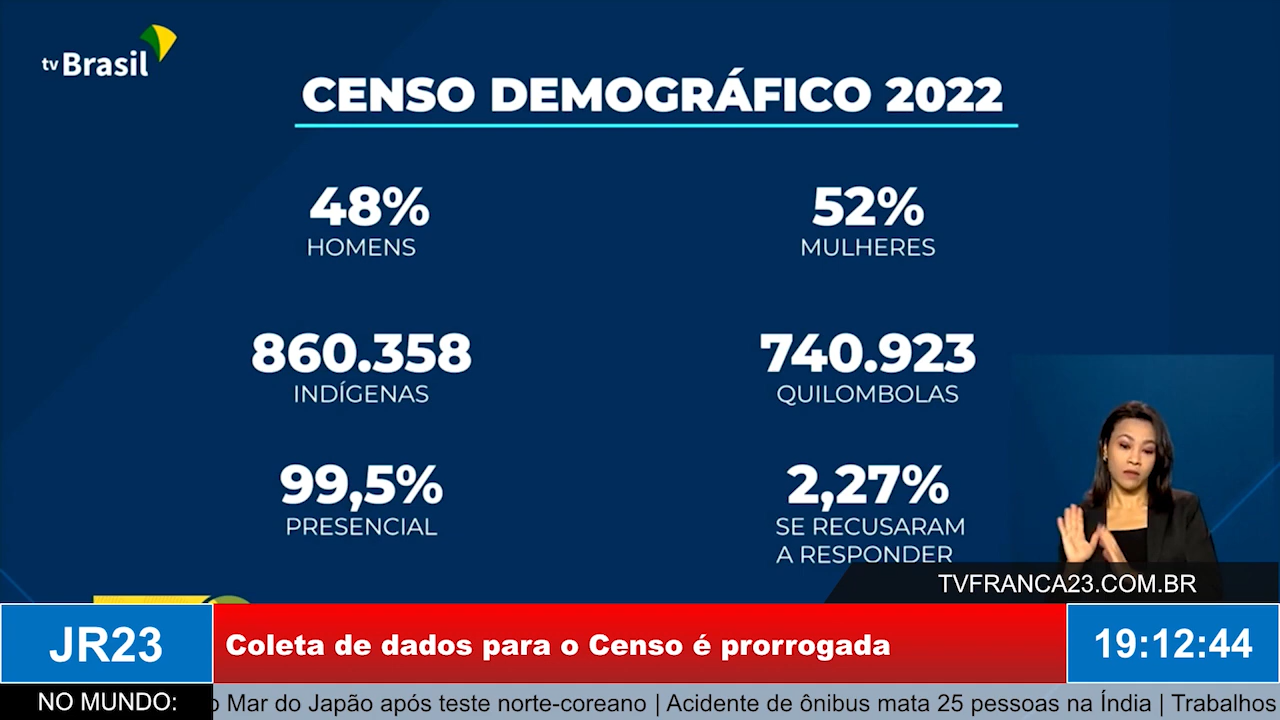 tv Brasil
CENSO DEMOGRÁFICO 2022
48%
HOMENS
52%
MULHERES
860.358
INDÍGENAS
740.923
QUILOMBOLAS
99,5%
PRESENCIAL
2,27%
SE RECUSARAM
A RESPONDER
TVFRANCA23.COM.BR
JR23
Coleta de dados para o Censo é prorrogada
19:12:44
NO MUNDO:
o Mar do Japão após teste norte-coreano | Acidente de ônibus mata 25 pessoas na Índia | Trabalhos